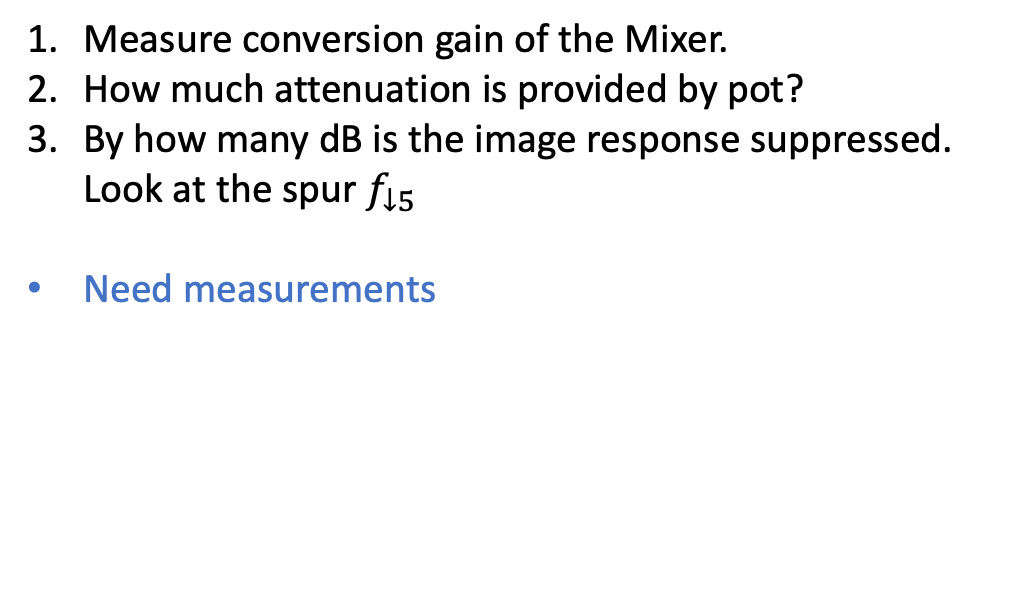 1. Measure conversion gain of the Mixer.
2. How much attenuation is provided by pot?
3. By how many dB is the image response suppressed.
Look at the spur f↓5
• Need measurements